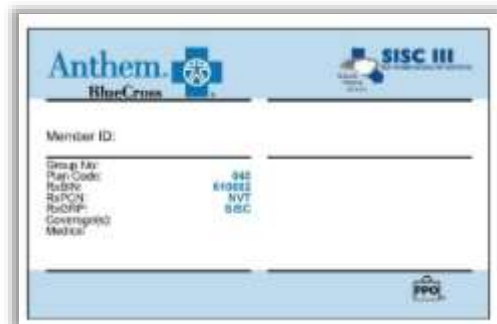 Anthem.
BlueCross
SISC III
Member ID:
Group No:
Plan Code: 040
RxBIN: 610602
RxPCN: NVT
RxGRP: SISC
Coverage(s):
Medical
PPO